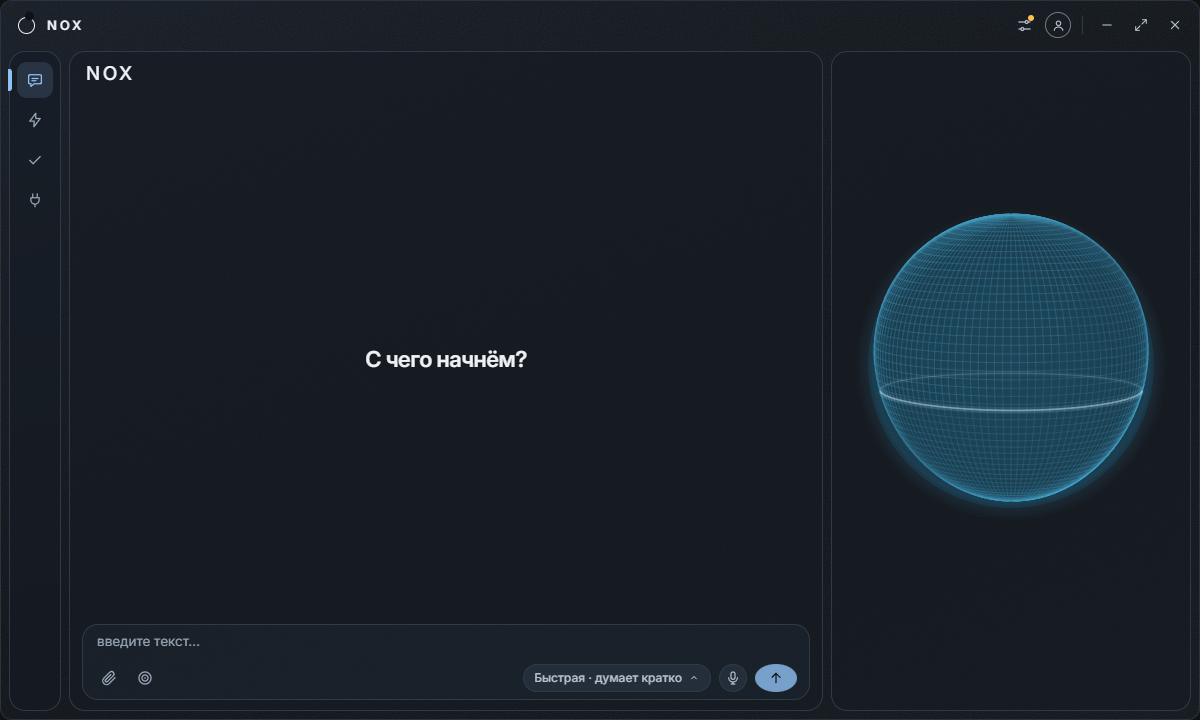 NOX
NOX
С чего начнём?
введите текст...
Быстрая · думает кратко